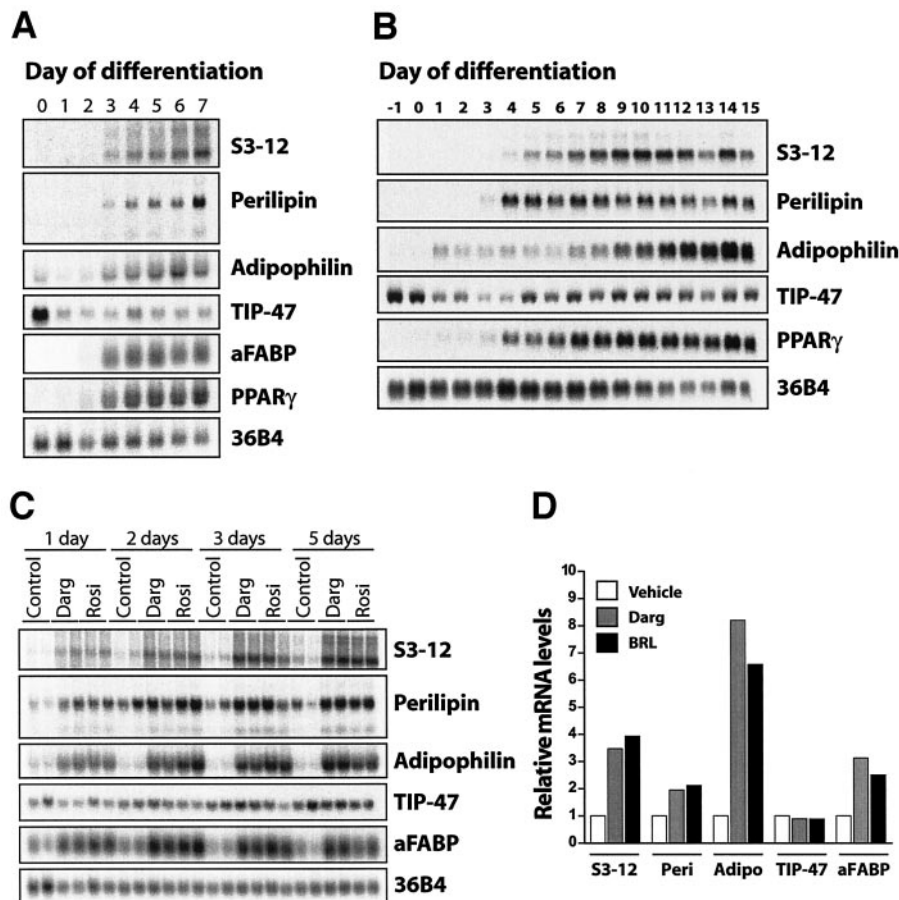 A
Day of differentiation
0 1 2 3 4 5 6 7
S3-12
Perilipin
Adipophilin
TIP-47
aFABP
PPARγ
36B4
B
Day of differentiation
-1 0 1 2 3 4 5 6 7 8 9 10 11 12 13 14 15
S3-12
Perilipin
Adipophilin
TIP-47
PPARγ
36B4
C
1 day 2 days 3 days 5 days
Control Darg Rosi Control Darg Rosi Control Darg Rosi Control Darg Rosi
S3-12
Perilipin
Adipophilin
TIP-47
aFABP
36B4
D
Relative mRNA levels
10
9
8
7
6
5
4
3
2
1
0
Vehicle
Darg
BRL
S3-12 Peri Adipo TIP-47 aFABP